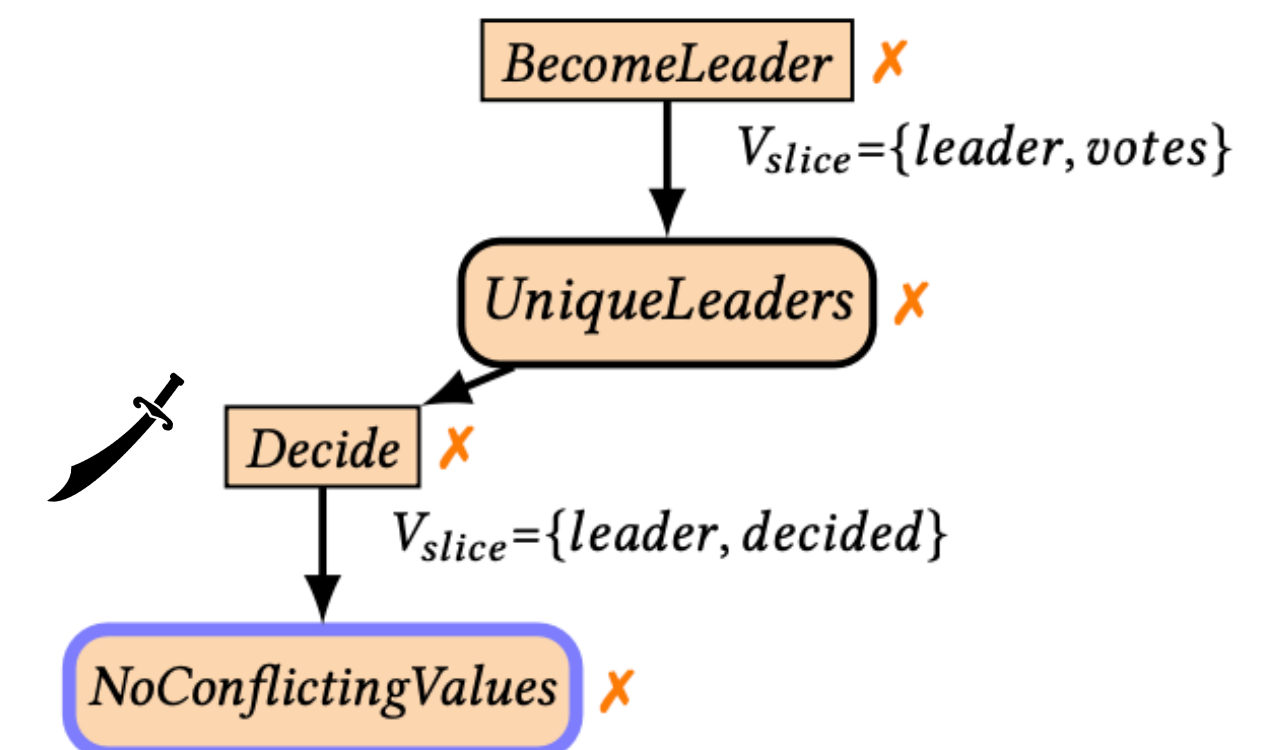 BecomeLeader ✗
V_slice={leader, votes}
UniqueLeaders ✗
Decide ✗
V_slice={leader, decided}
NoConflictingValues ✗